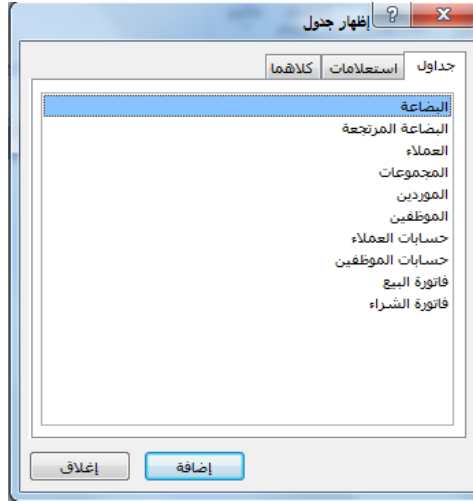 إظهار جدول
جداول استعلامات كلاهما
البضاعة
البضاعة المرتجعة
العملاء
المجموعات
الموردين
الموظفين
حسابات العملاء
حسابات الموظفين
فاتورة البيع
فاتورة الشراء
إضافة إغلاق